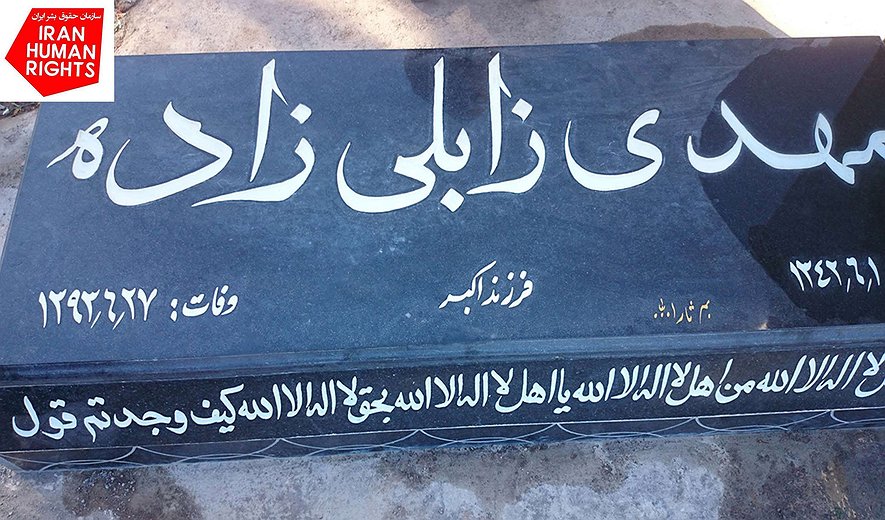 سازمان حقوق بشر ایران
IRAN
HUMAN
RIGHTS
مهدی زابلی زاده
۱۳۴۲٫۶٫۱
فرزند اکبر
وفات: ۱۳۹۳٫۶٫۲۷
لا اله الا الله من اهل لا اله الا الله یا اهل لا اله الا الله بحق لا اله الا الله کیف وجدتم قول